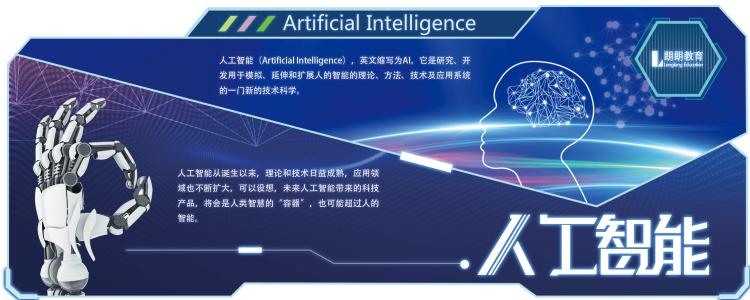 Artificial Intelligence
人工智能（Artificial Intelligence），英文缩写为AI。它是研究、开
发用于模拟、延伸和扩展人的智能的理论、方法、技术及应用系统
的一门新的技术科学。
朗朗教育
Langlang Education
人工智能从诞生以来，理论和技术日益成熟，应用领
域也不断扩大，可以设想，未来人工智能带来的科技
产品，将会是人类智慧的“容器”，也可能超过人的
智能。
人工智能